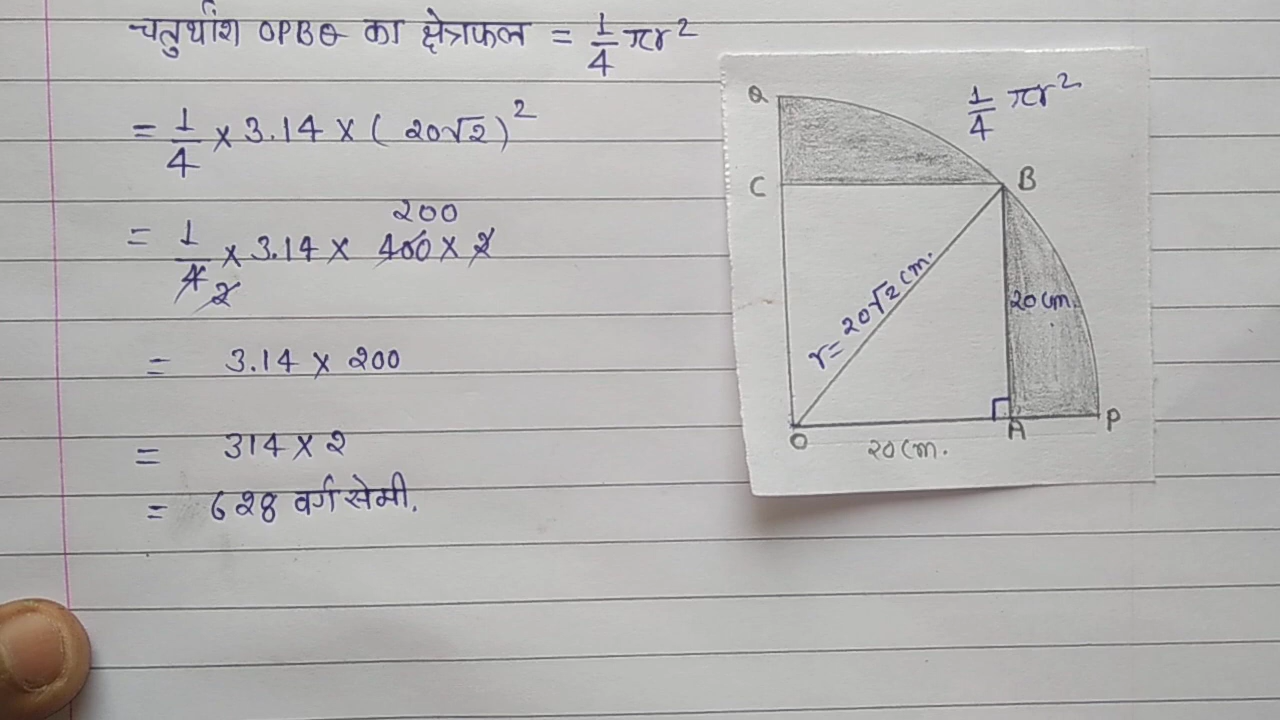 चतुर्थांश OPBQ का क्षेत्रफल = 1/4 πr²
= 1/4 × 3.14 × (20√2)²
200
= 1/4 × 3.14 × 400 × 2
2
= 3.14 × 200
= 314 × 2
= 628 वर्ग सेमी.
Q
1/4 πr²
C
B
r = 20√2 cm.
20 cm.
O
A
P
20 cm.